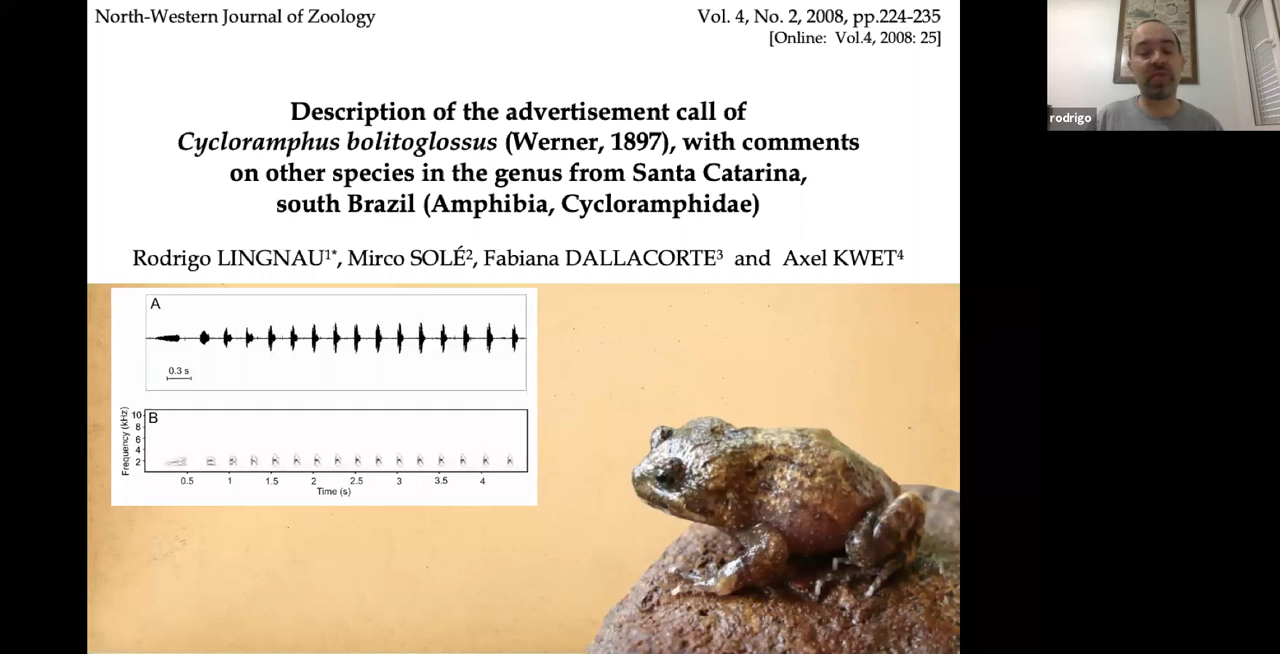 North-Western Journal of Zoology
Vol. 4, No. 2, 2008, pp.224-235
[Online: Vol.4, 2008: 25]
Description of the advertisement call of
Cycloramphus bolitoglossus (Werner, 1897), with comments
on other species in the genus from Santa Catarina,
south Brazil (Amphibia, Cycloramphidae)
Rodrigo LINGNAU1*, Mirco SOLÉ2, Fabiana DALLACORTE3 and Axel KWET4
A
0.3 s
B
Frequency (kHz)
10
8
6
4
2
0.5 1 1.5 2 2.5 3 3.5 4
Time (s)
rodrigo